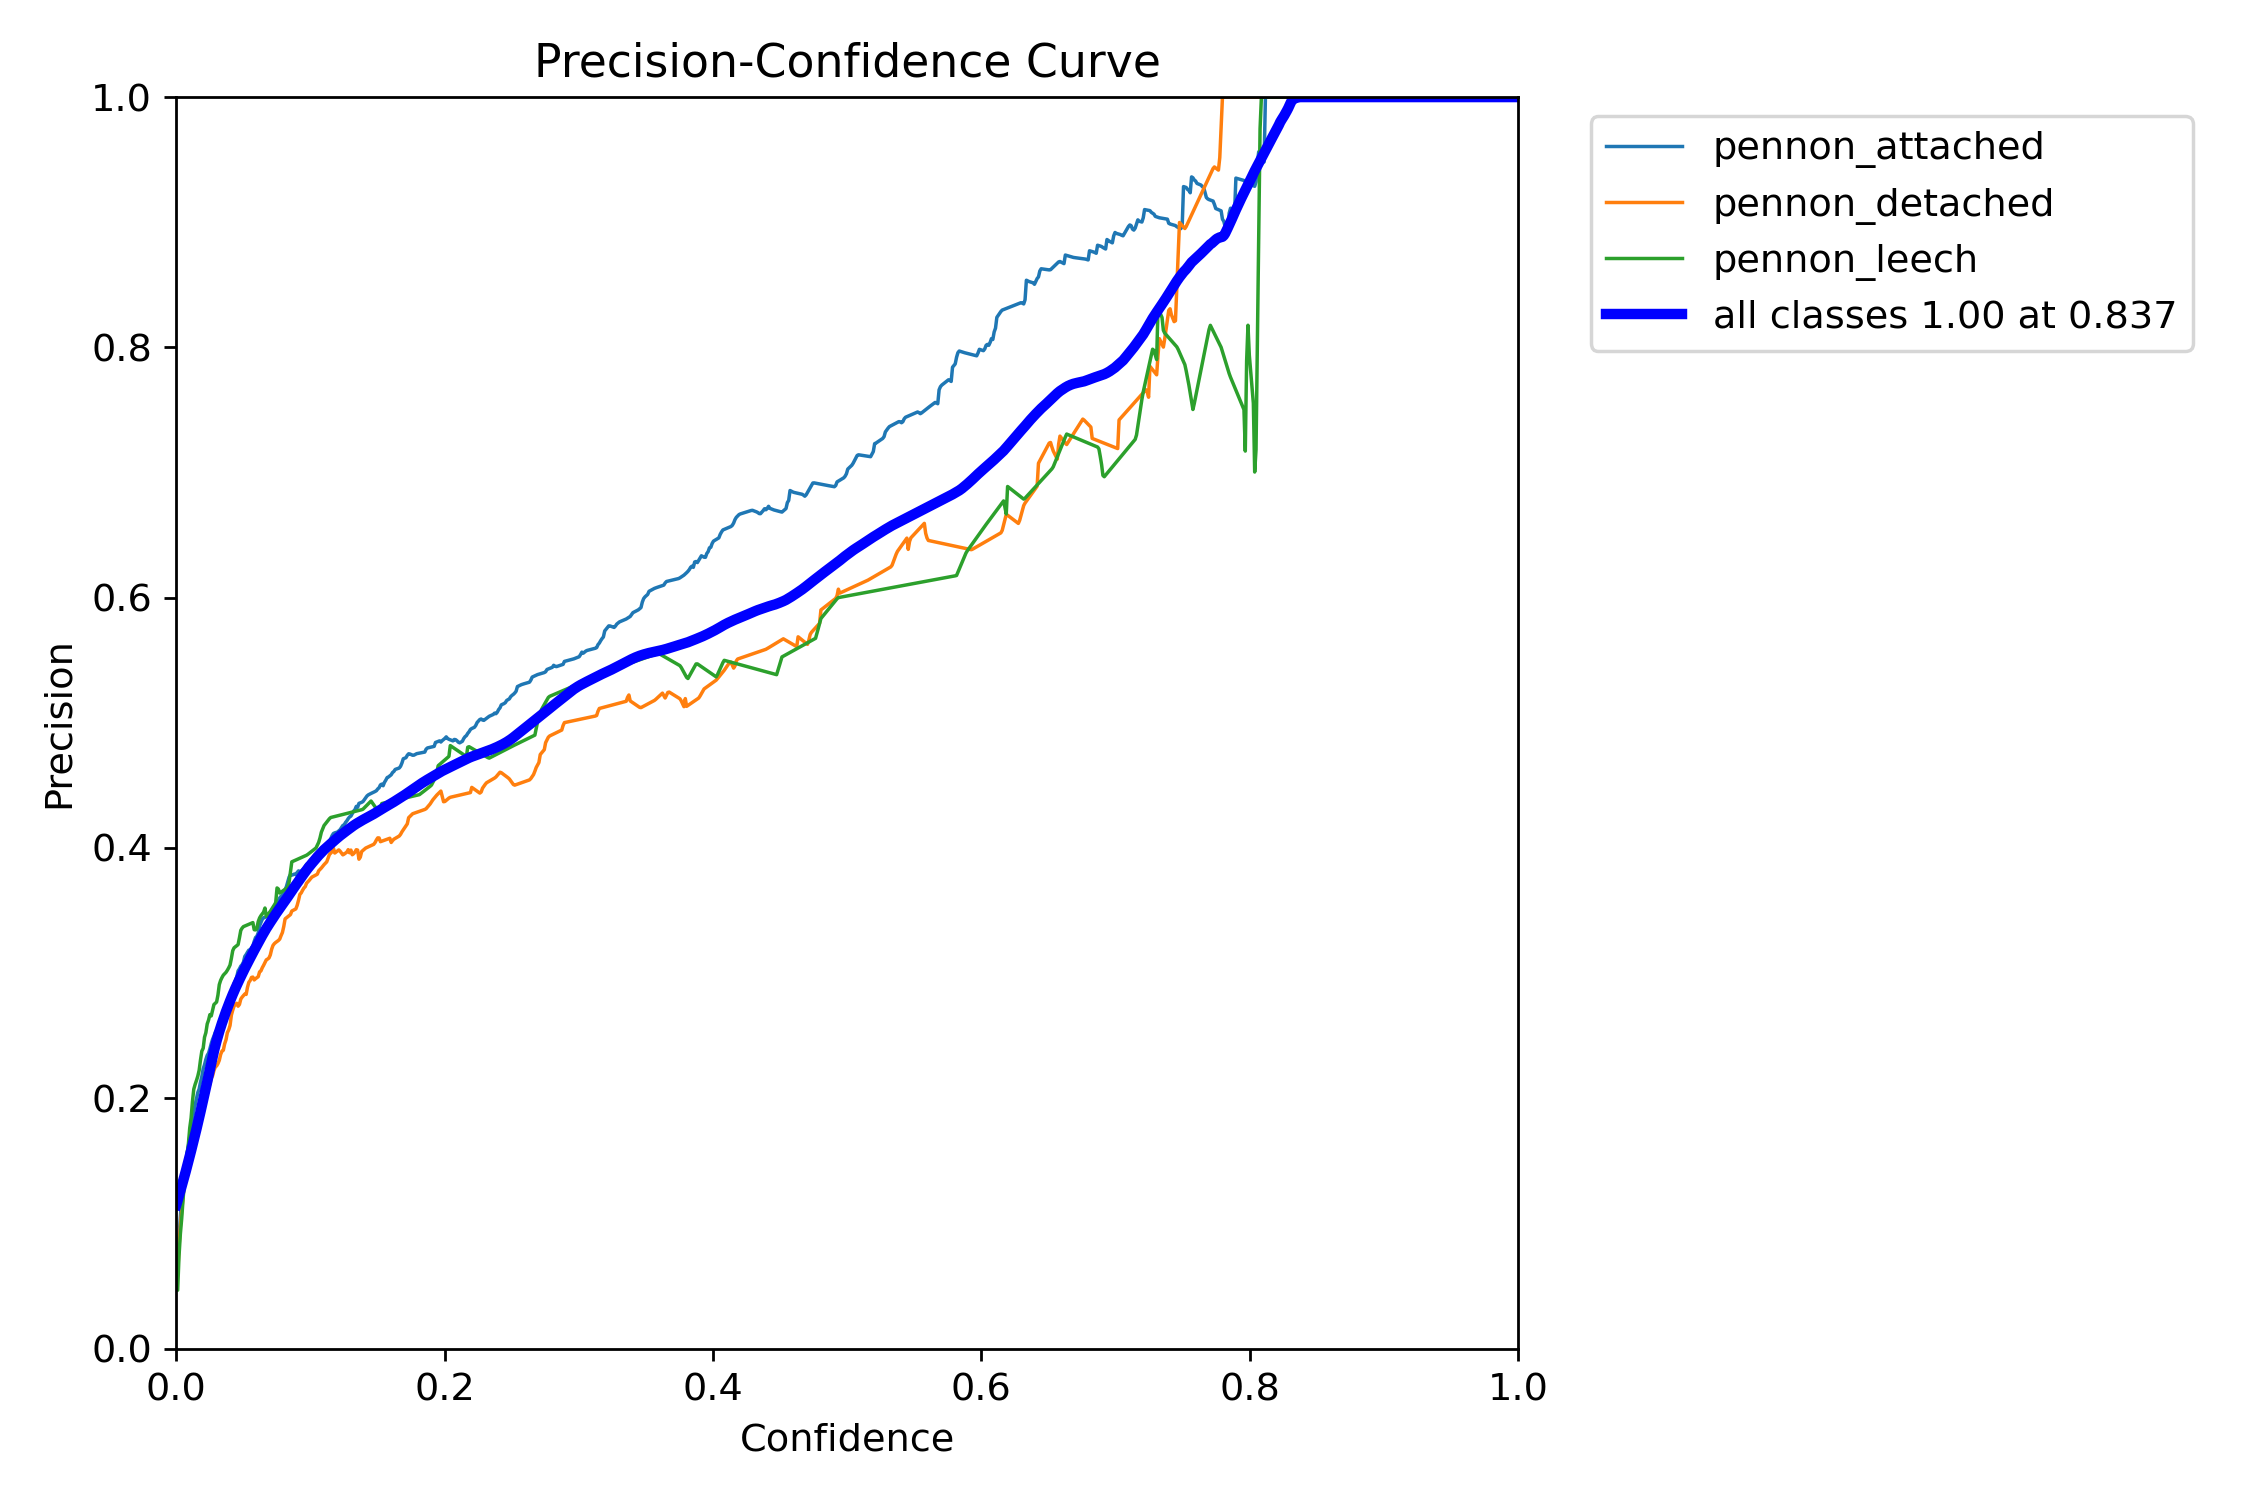 Precision-Confidence Curve
1.0
0.8
0.6
0.4
0.2
0.0
Precision
0.0 0.2 0.4 0.6 0.8 1.0
Confidence
pennon_attached
pennon_detached
pennon_leech
all classes 1.00 at 0.837